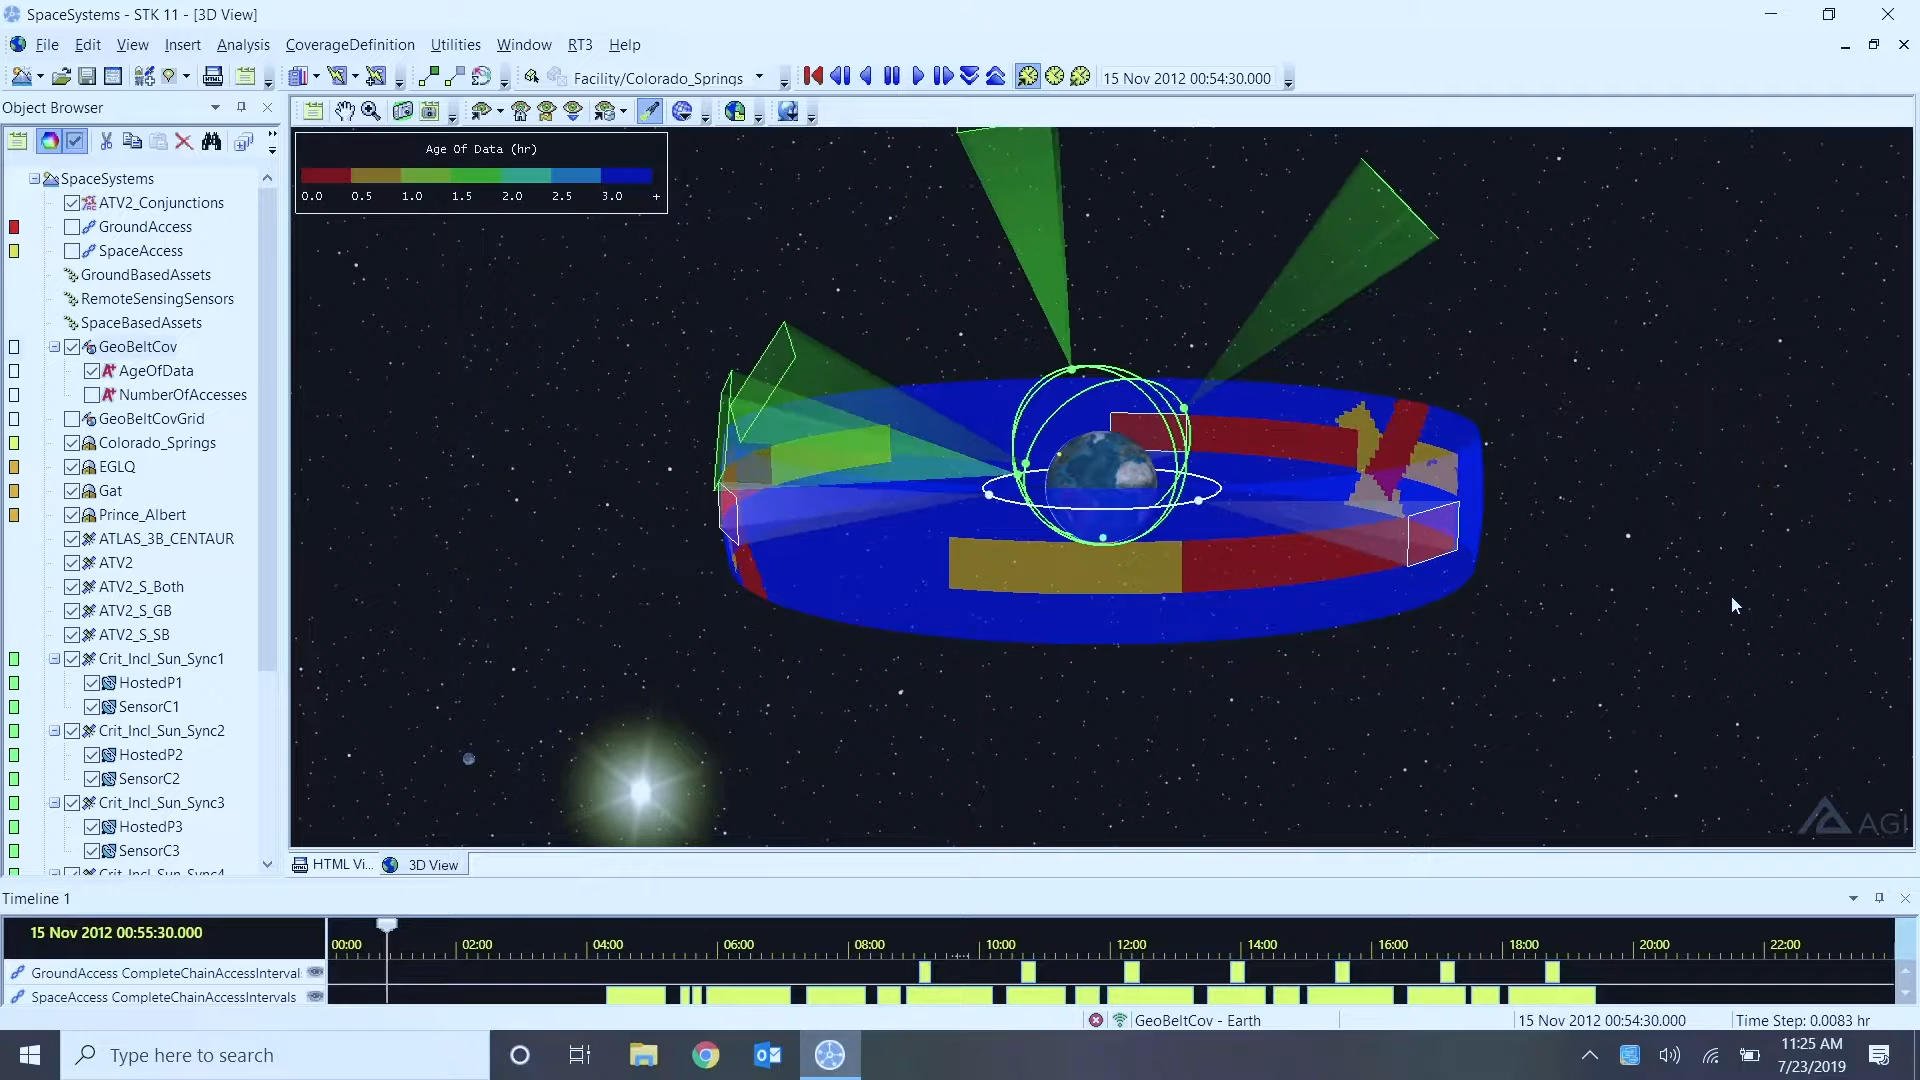 SpaceSystems - STK 11 - [3D View]
File Edit View Insert Analysis CoverageDefinition Utilities Window RT3 Help
Facility/Colorado_Springs
15 Nov 2012 00:54:30.000
Object Browser
SpaceSystems
ATV2_Conjunctions
GroundAccess
SpaceAccess
GroundBasedAssets
RemoteSensingSensors
SpaceBasedAssets
GeoBeltCov
AgeOfData
NumberOfAccesses
GeoBeltCovGrid
Colorado_Springs
EGLQ
Gat
Prince_Albert
ATLAS_3B_CENTAUR
ATV2
ATV2_S_Both
ATV2_S_GB
ATV2_S_SB
Crit_Incl_Sun_Sync1
HostedP1
SensorC1
Crit_Incl_Sun_Sync2
HostedP2
SensorC2
Crit_Incl_Sun_Sync3
HostedP3
SensorC3
Crit_Incl_Sun_Sync4
Age Of Data (hr)
0.0 0.5 1.0 1.5 2.0 2.5 3.0 +
AGI
HTML Vi... 3D View
Timeline 1
15 Nov 2012 00:55:30.000
00:00 02:00 04:00 06:00 08:00 10:00 12:00 14:00 16:00 18:00 20:00 22:00
GroundAccess CompleteChainAccessInterval
SpaceAccess CompleteChainAccessIntervals
GeoBeltCov - Earth
15 Nov 2012 00:54:30.000
Time Step: 0.0083 hr
Type here to search
11:25 AM
7/23/2019